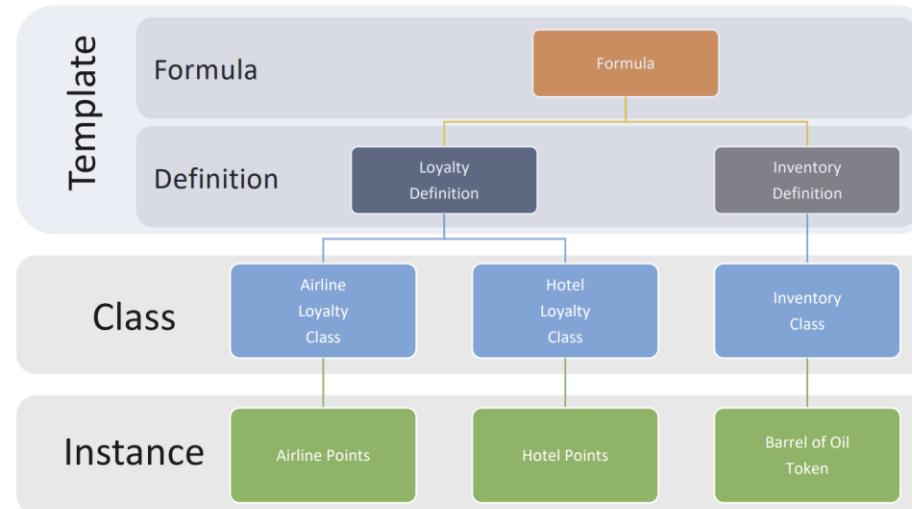 Template
Formula
Formula
Definition
Loyalty
Definition
Inventory
Definition
Class
Airline
Loyalty
Class
Hotel
Loyalty
Class
Inventory
Class
Instance
Airline Points
Hotel Points
Barrel of Oil
Token